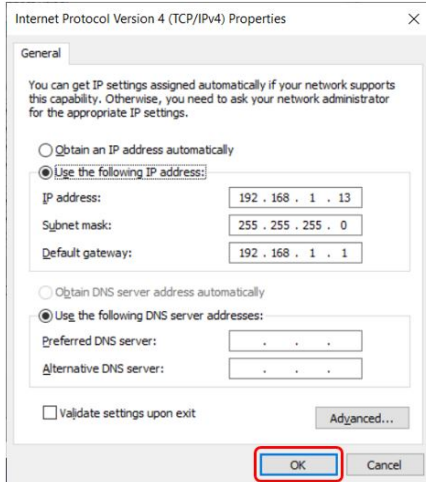 Internet Protocol Version 4 (TCP/IPv4) Properties
General
You can get IP settings assigned automatically if your network supports
this capability. Otherwise, you need to ask your network administrator
for the appropriate IP settings.
Obtain an IP address automatically
Use the following IP address:
IP address: 192 . 168 . 1 . 13
Subnet mask: 255 . 255 . 255 . 0
Default gateway: 192 . 168 . 1 . 1
Obtain DNS server address automatically
Use the following DNS server addresses:
Preferred DNS server: . . .
Alternative DNS server: . . .
Validate settings upon exit
Advanced...
OK Cancel